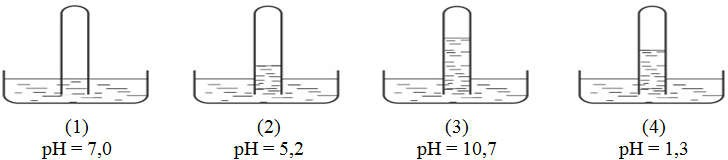 (1) (2) (3) (4)
pH = 7,0 pH = 5,2 pH = 10,7 pH = 1,3